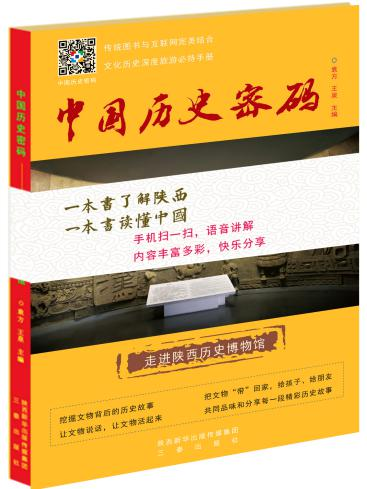 传统图书与互联网完美结合
文化历史深度旅游必备手册
中国历史密码
中国历史密码
◎袁方 王泉 主编
一本書了解陕西
一本書读懂中國
手机扫一扫，语音讲解
内容丰富多彩，快乐分享
走进陕西历史博物馆
挖掘文物背后的历史故事
让文物说话，让文物活起来
把文物“带”回家，给孩子、给朋友
共同品味和分享每一段精彩历史故事
陕西新华出版传媒集团
三秦出版社
中国历史密码
◎袁方 王泉 主编
陕西新华出版传媒集团
三秦出版社